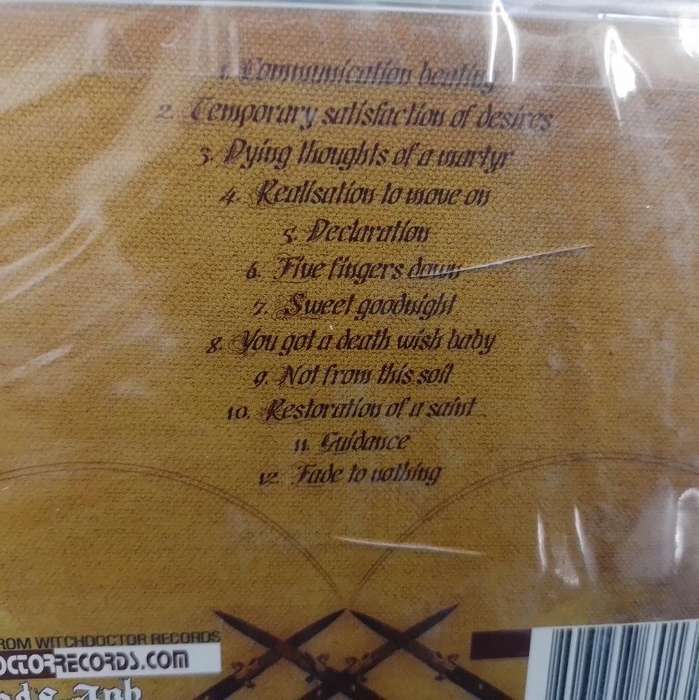 1. Communication beating
2. Temporary satisfaction of desires
3. Dying thoughts of a martyr
4. Realisation to move on
5. Declaration
6. Five fingers down
7. Sweet goodnight
8. You got a death wish baby
9. Not from this soil
10. Restoration of a saint
11. Guidance
12. Fade to nothing
ROM WITCHDOCTOR RECORDS
OCTORRECORDS.COM